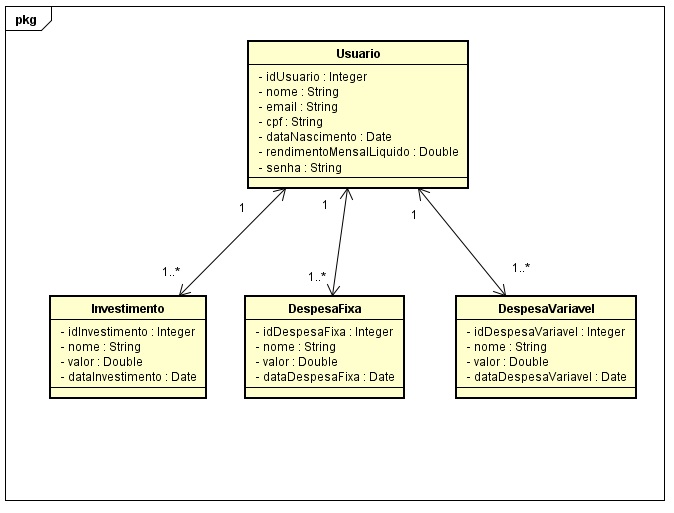 pkg
Usuario
- idUsuario : Integer
- nome : String
- email : String
- cpf : String
- dataNascimento : Date
- rendimentoMensalLiquido : Double
- senha : String
1
1
1
1..*
1..*
1..*
Investimento
- idInvestimento : Integer
- nome : String
- valor : Double
- dataInvestimento : Date
DespesaFixa
- idDespesaFixa : Integer
- nome : String
- valor : Double
- dataDespesaFixa : Date
DespesaVariavel
- idDespesaVariavel : Integer
- nome : String
- valor : Double
- dataDespesaVariavel : Date